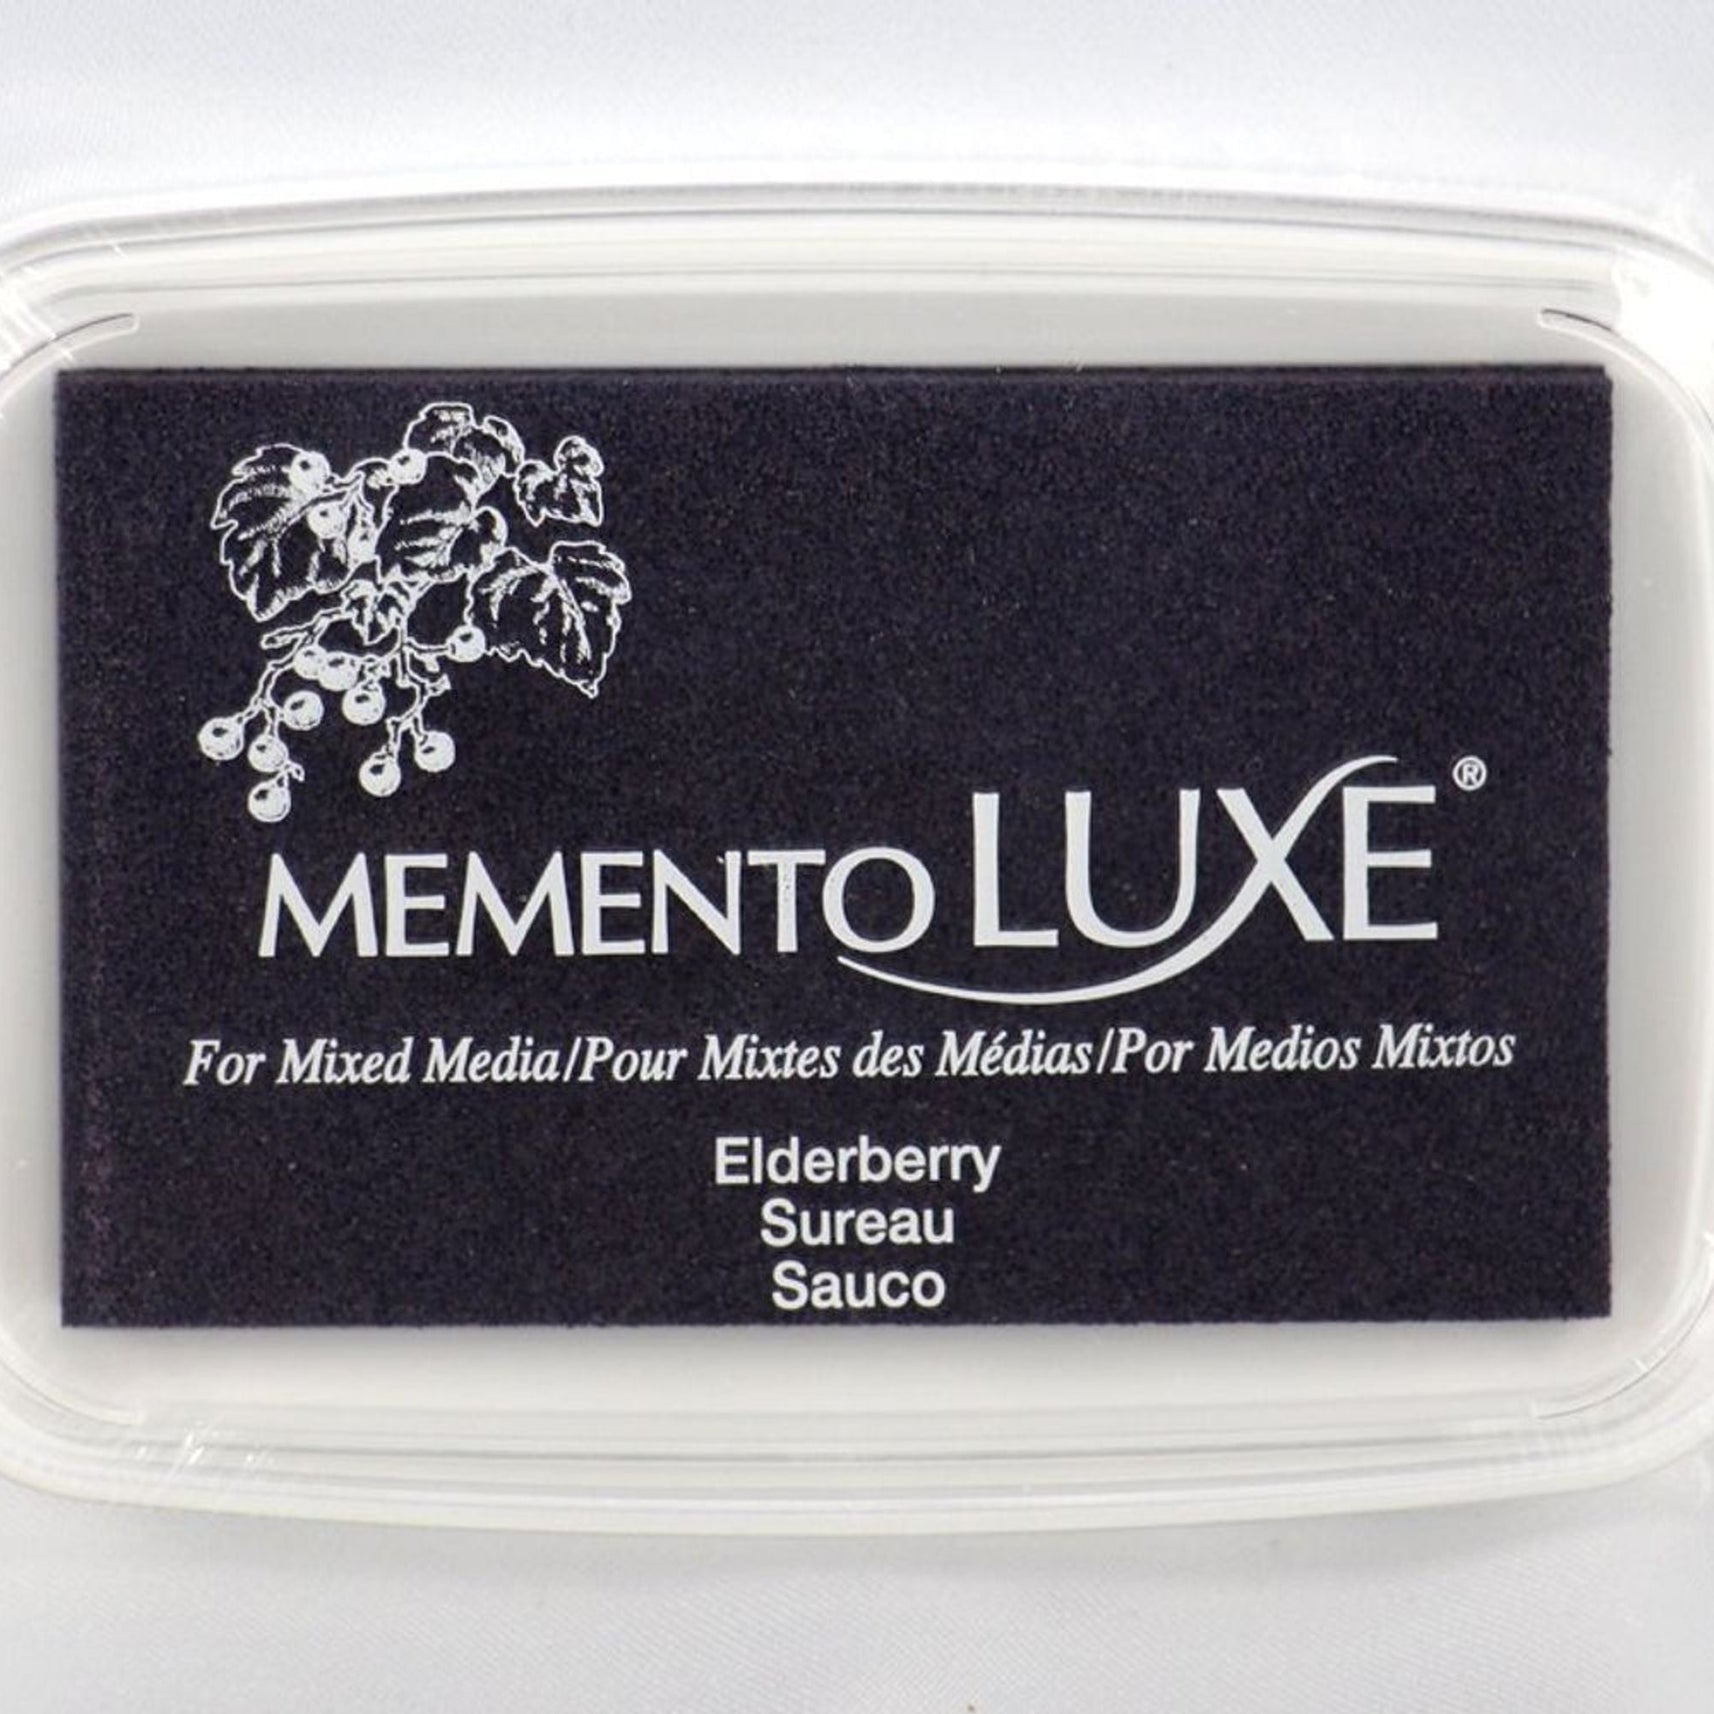 MEMENTO LUXE®
For Mixed Media/Pour Mixtes des Médias/Por Medios Mixtos
Elderberry
Sureau
Sauco